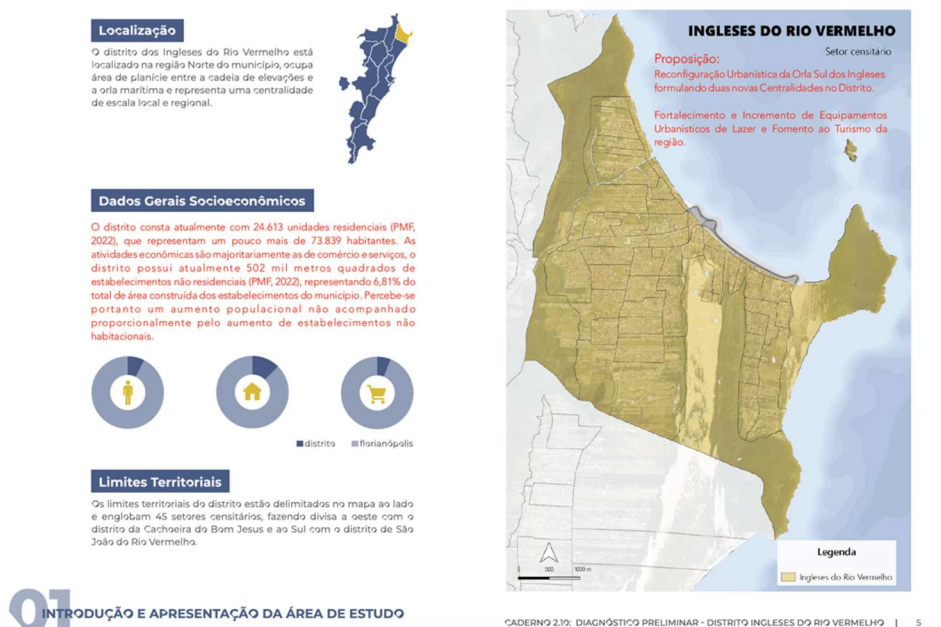 Localização
O distrito dos Ingleses do Rio Vermelho está
localizado na região Norte do município, ocupa
área de planície entre a cadeia de elevações e
a orla marítima e representa uma centralidade
de escala local e regional.
Dados Gerais Socioeconômicos
O distrito consta atualmente com 24.613 unidades residenciais (PMF,
2022), que representam um pouco mais de 73.839 habitantes. As
atividades econômicas são majoritariamente as de comércio e serviços, o
distrito possui atualmente 502 mil metros quadrados de
estabelecimentos não residenciais (PMF, 2022), representando 6,81% do
total de área construída dos estabelecimentos do município. Percebe-se
portanto um aumento populacional não acompanhado
proporcionalmente pelo aumento de estabelecimentos não
habitacionais.
distrito florianópolis
Limites Territoriais
Os limites territoriais do distrito estão delimitados no mapa ao lado
e englobam 45 setores censitários, fazendo divisa a oeste com o
distrito da Cachoeira do Bom Jesus e ao Sul com o distrito de São
João do Rio Vermelho.
01
INTRODUÇÃO E APRESENTAÇÃO DA ÁREA DE ESTUDO
INGLESES DO RIO VERMELHO
Setor censitário
Proposição:
Reconfiguração Urbanística da Orla Sul dos Ingleses
formulando duas novas Centralidades no Distrito.
Fortalecimento e Incremento de Equipamentos
Urbanísticos de Lazer e Fomento ao Turismo da
região.
0 500 1000 m
Legenda
Ingleses do Rio Vermelho
CADERNO 2.10: DIAGNÓSTICO PRELIMINAR - DISTRITO INGLESES DO RIO VERMELHO | 5